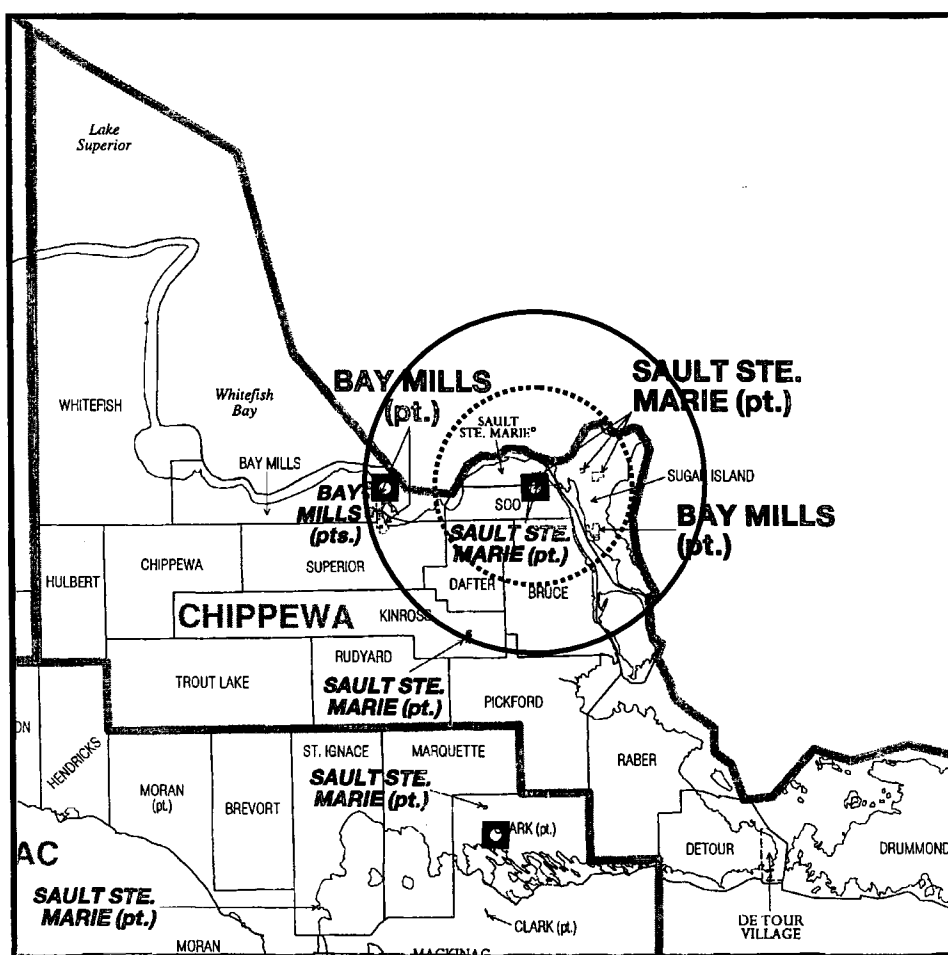 Lake
Superior
WHITEFISH
Whitefish
Bay
BAY MILLS
BAY MILLS
(pt.)
SAULT
STE. MARIE
SAULT STE.
MARIE (pt.)
SUGAR ISLAND
BAY
MILLS
(pts.)
SOO
SAULT STE.
MARIE (pt.)
BAY MILLS
(pt.)
HULBERT
CHIPPEWA
SUPERIOR
DAFTER
BRUCE
CHIPPEWA
KINROSS
TROUT LAKE
RUDYARD
SAULT STE.
MARIE (pt.)
PICKFORD
ON
HENDRICKS
MORAN
(pt.)
BREVORT
ST. IGNACE
MARQUETTE
SAULT STE.
MARIE (pt.)
RABER
CLARK (pt.)
AC
DETOUR
DRUMMOND
SAULT STE.
MARIE (pt.)
CLARK (pt.)
DE TOUR
VILLAGE
MORAN
MACKINAC